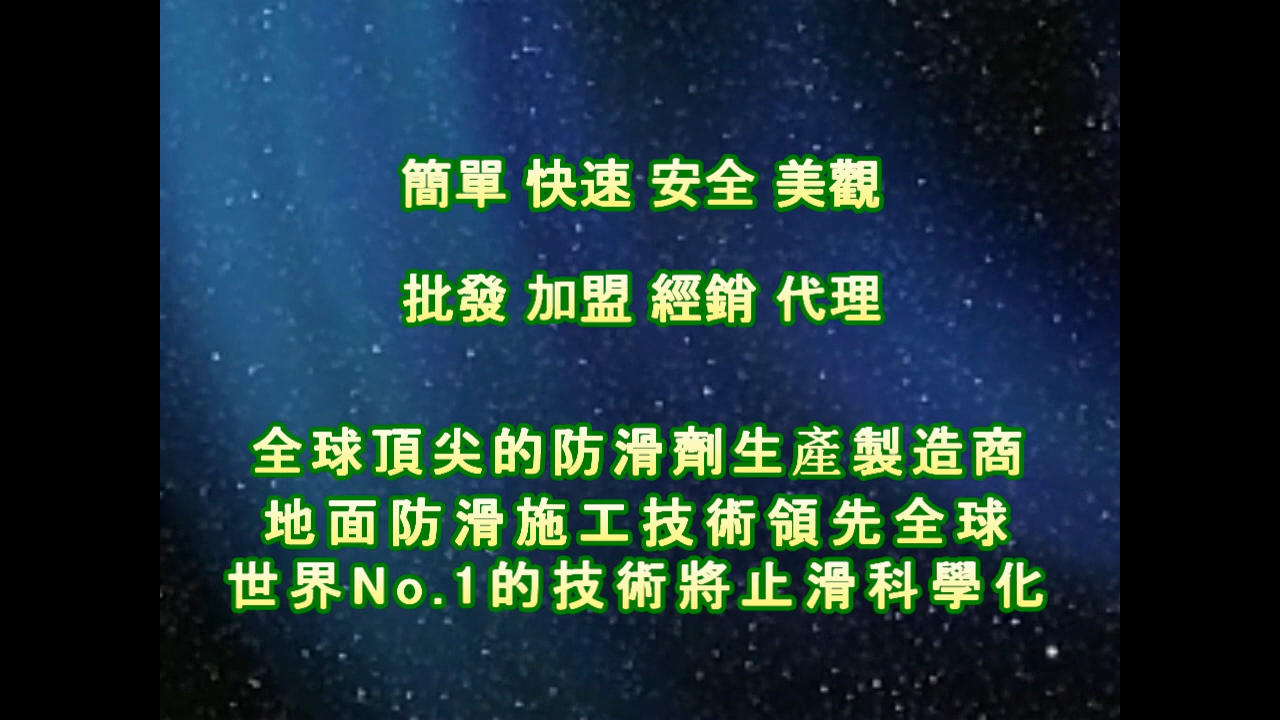 簡單 快速 安全 美觀
批發 加盟 經銷 代理
全球頂尖的防滑劑生產製造商
地面防滑施工技術領先全球
世界No.1的技術將止滑科學化